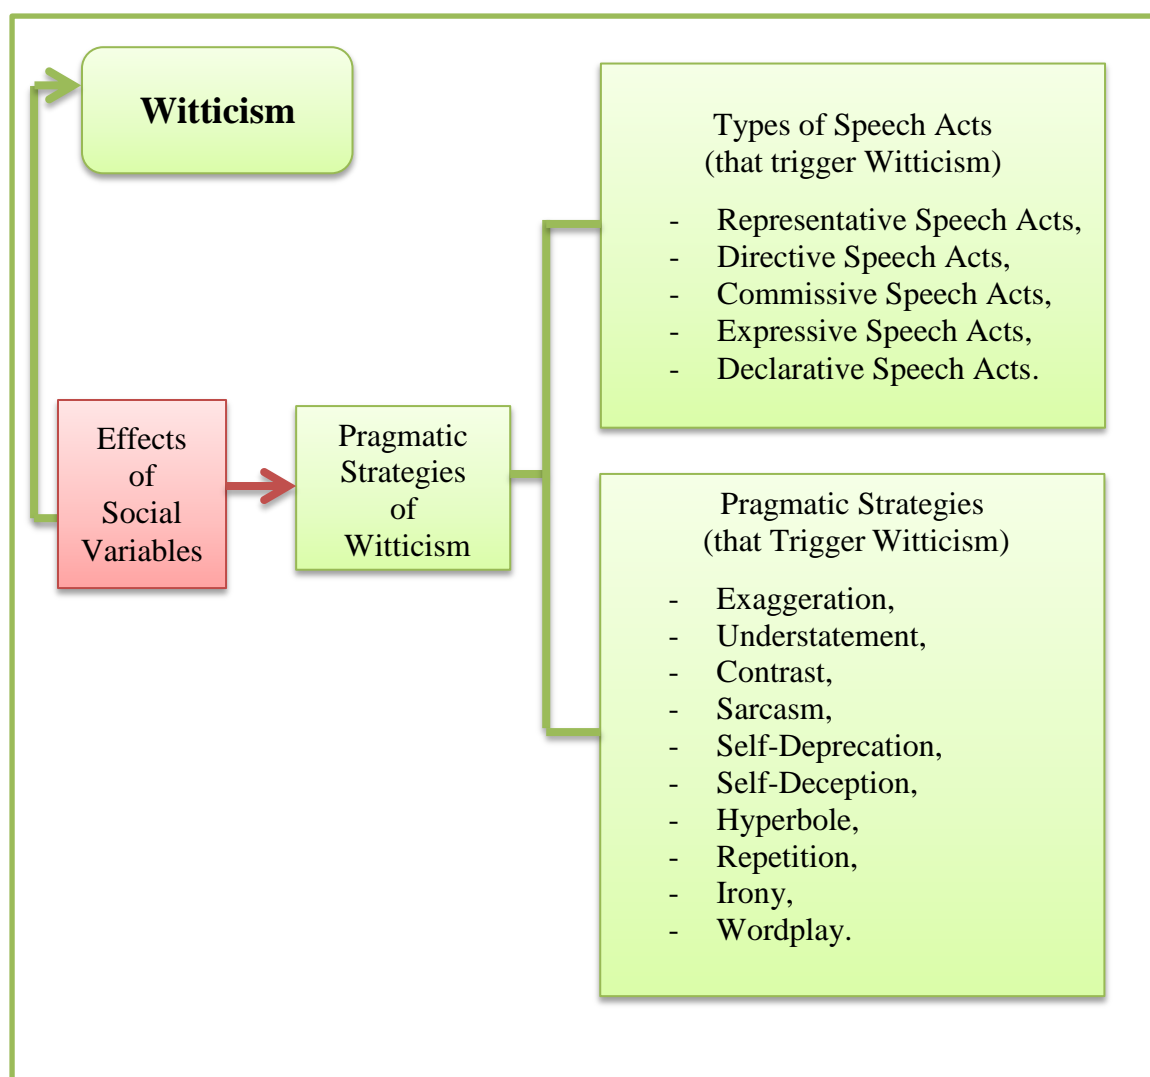 Witticism
Types of Speech Acts
(that trigger Witticism)
- Representative Speech Acts,
- Directive Speech Acts,
- Commissive Speech Acts,
- Expressive Speech Acts,
- Declarative Speech Acts.
Effects
of
Social
Variables
Pragmatic
Strategies
of
Witticism
Pragmatic Strategies
(that Trigger Witticism)
- Exaggeration,
- Understatement,
- Contrast,
- Sarcasm,
- Self-Deprecation,
- Self-Deception,
- Hyperbole,
- Repetition,
- Irony,
- Wordplay.